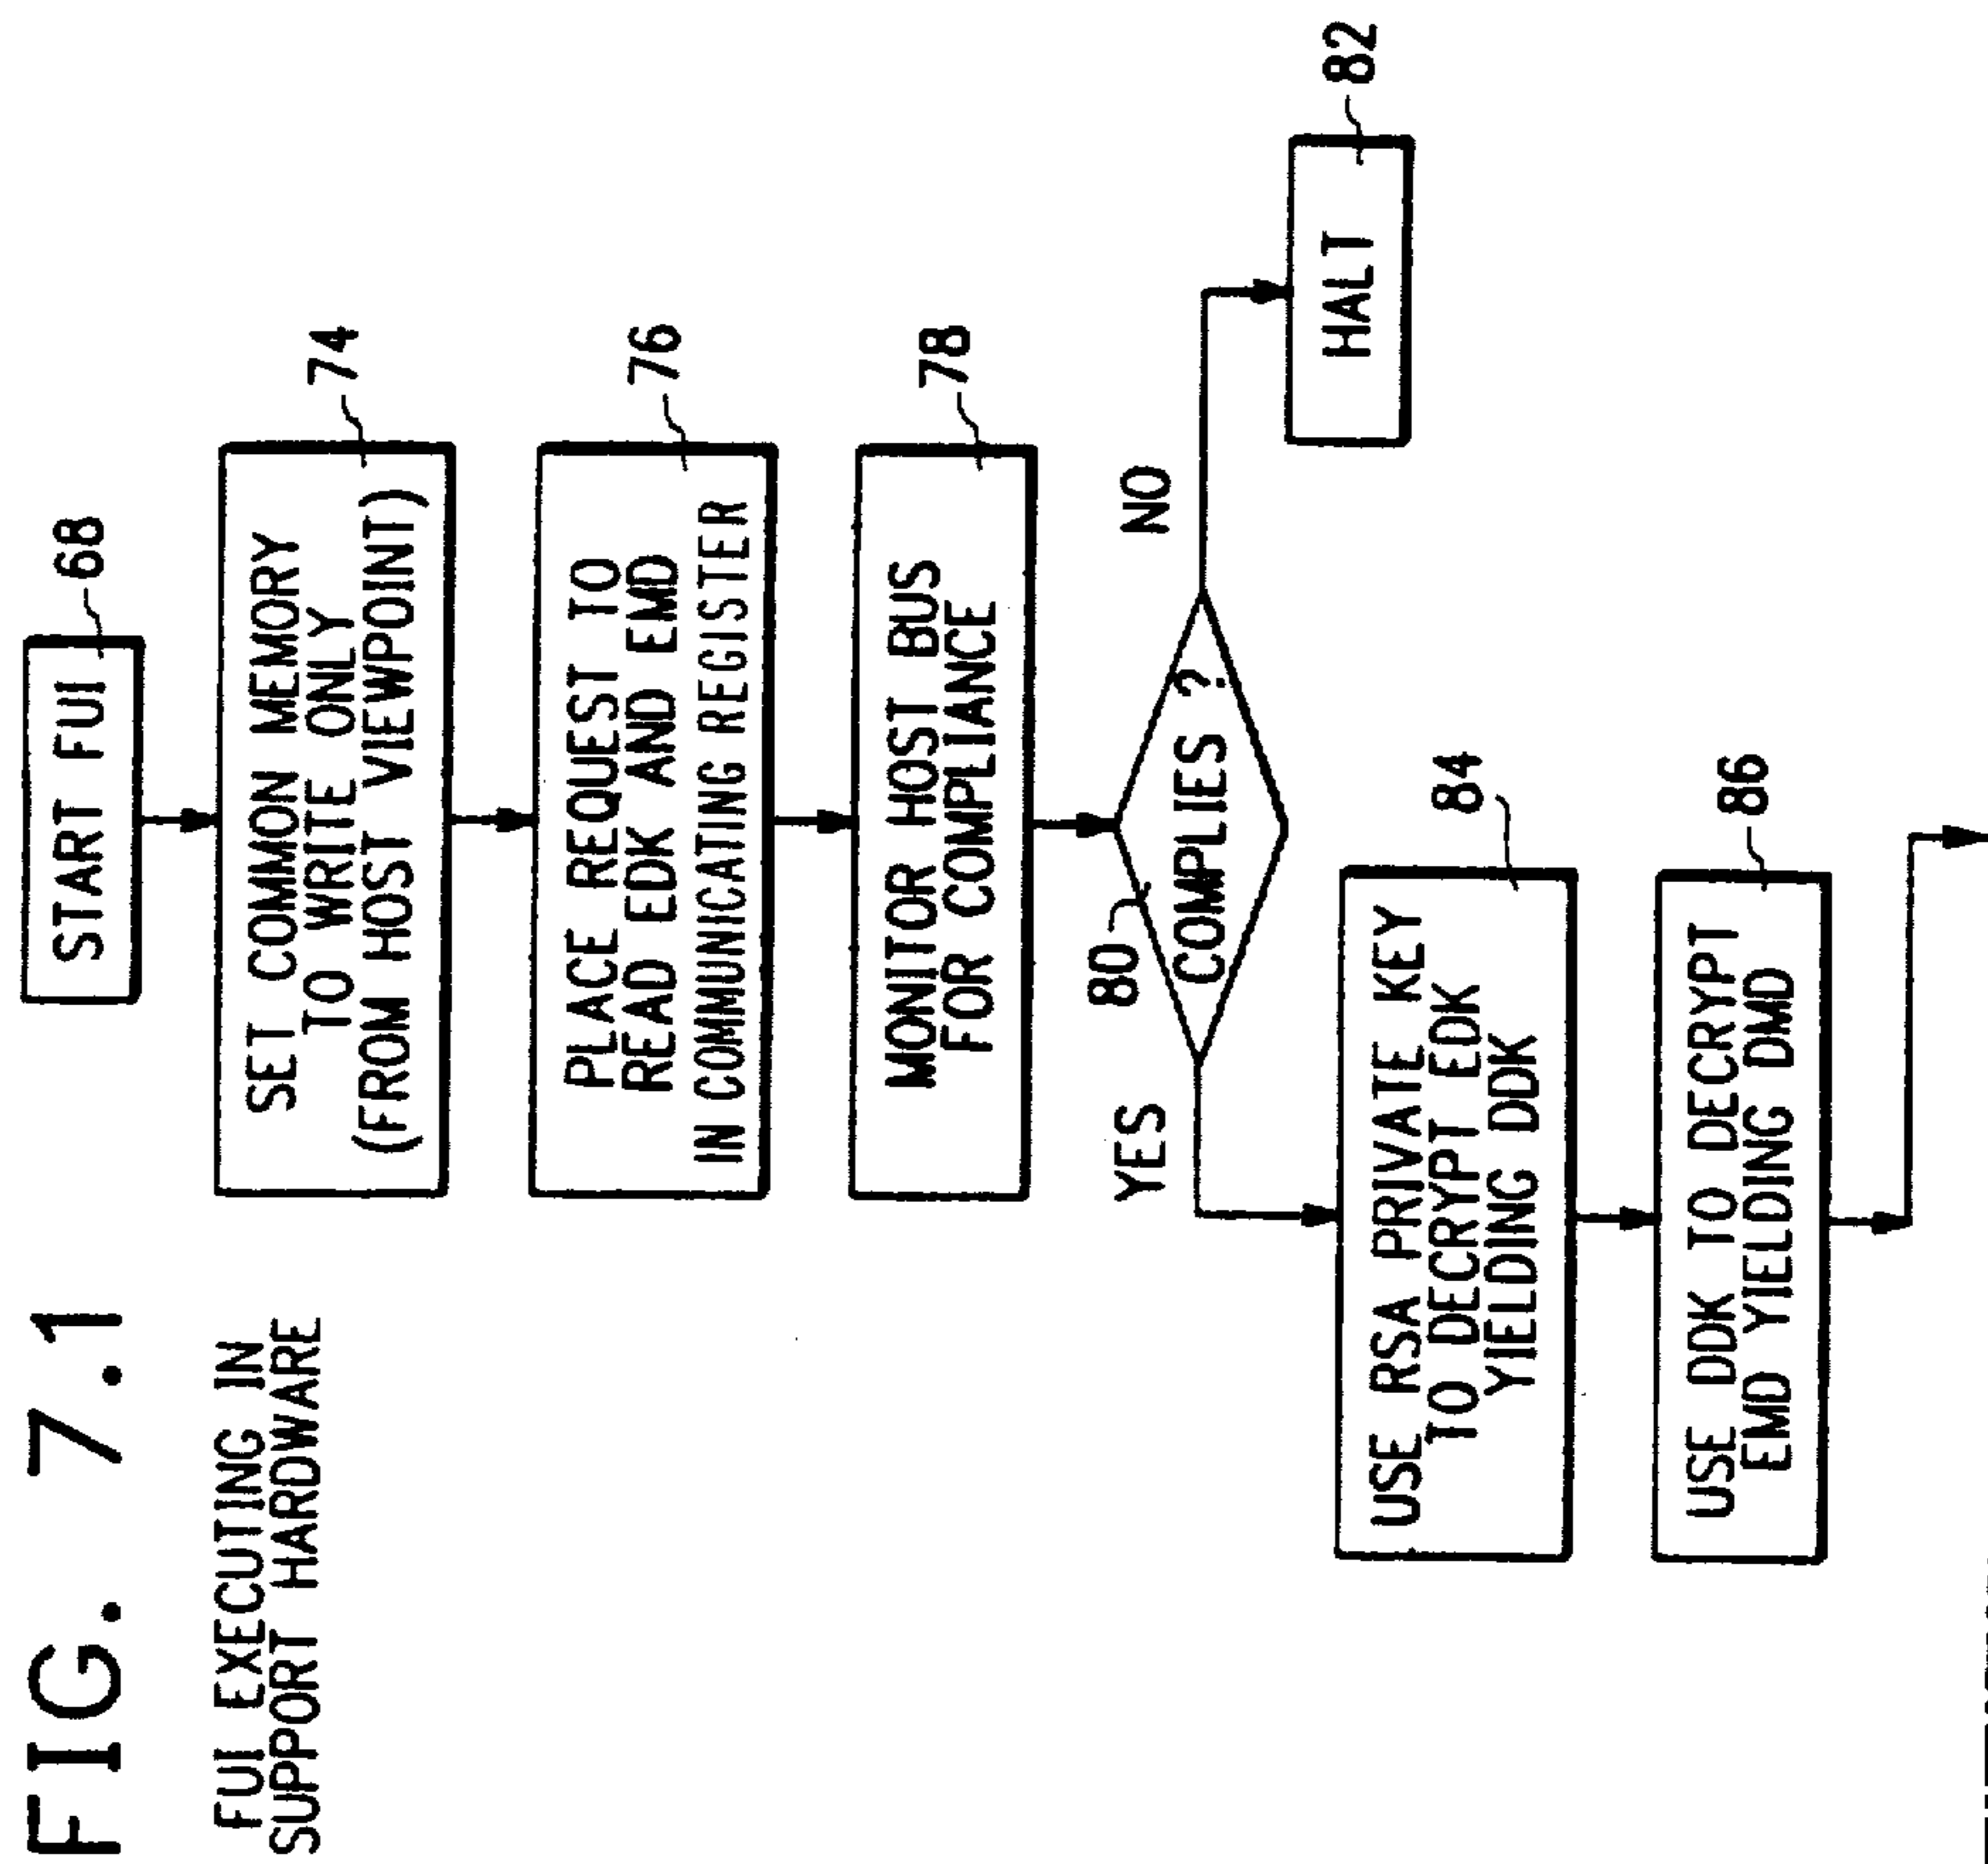 FIG. 7.1
FUI EXECUTING IN
SUPPORT HARDWARE
START FUI
68
SET COMMON MEMORY
TO WRITE ONLY
(FROM HOST VIEWPOINT)
74
PLACE REQUEST TO
READ EDK AND EMD
IN COMMUNICATING REGISTER
76
MONITOR HOST BUS
FOR COMPLIANCE
78
80
COMPLIES ?
YES
NO
HALT
82
USE RSA PRIVATE KEY
TO DECRYPT EDK
YIELDING DDK
84
USE DDK TO DECRYPT
EMD YIELDING DMD
86